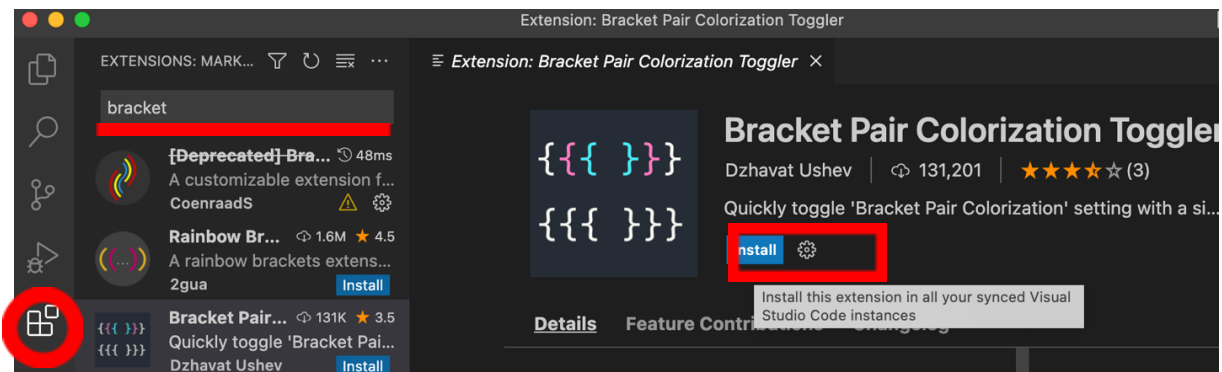 Extension: Bracket Pair Colorization Toggler
EXTENSIONS: MARK...
bracket
[Deprecated] Bra... 48ms
A customizable extension f...
CoenraadS
Rainbow Br... 1.6M ★ 4.5
A rainbow brackets extens...
2gua Install
{{{ }}}
{{{ }}}
Bracket Pair... 131K ★ 3.5
Quickly toggle 'Bracket Pai...
Dzhavat Ushev Install
Extension: Bracket Pair Colorization Toggler ×
{{{ }}}
{{{ }}}
Bracket Pair Colorization Toggler
Dzhavat Ushev 131,201 (3)
Quickly toggle 'Bracket Pair Colorization' setting with a si...
Install
Install this extension in all your synced Visual
Studio Code instances
Details Feature